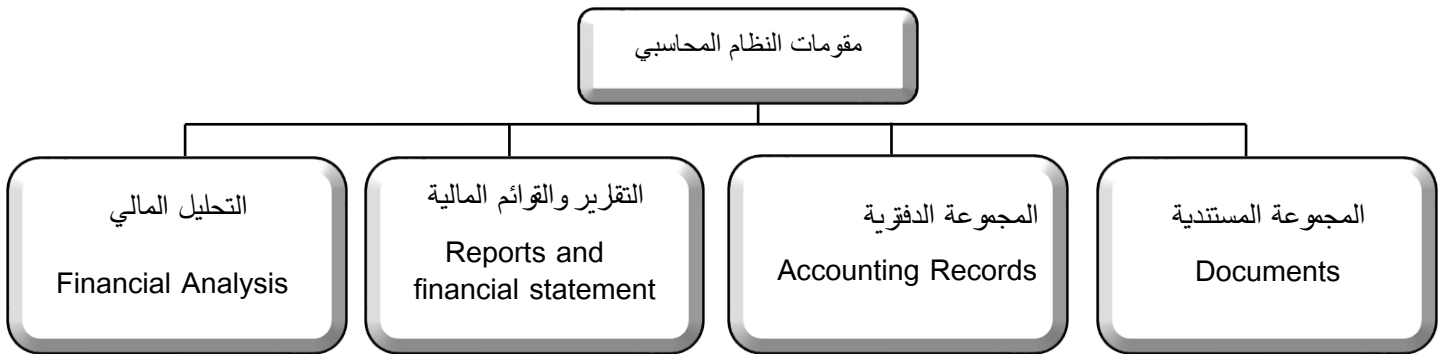 مقومات النظام المحاسبي
المجموعة المستندية
Documents
المجموعة الدفترية
Accounting Records
التقارير والقوائم المالية
Reports and
financial statement
التحليل المالي
Financial Analysis